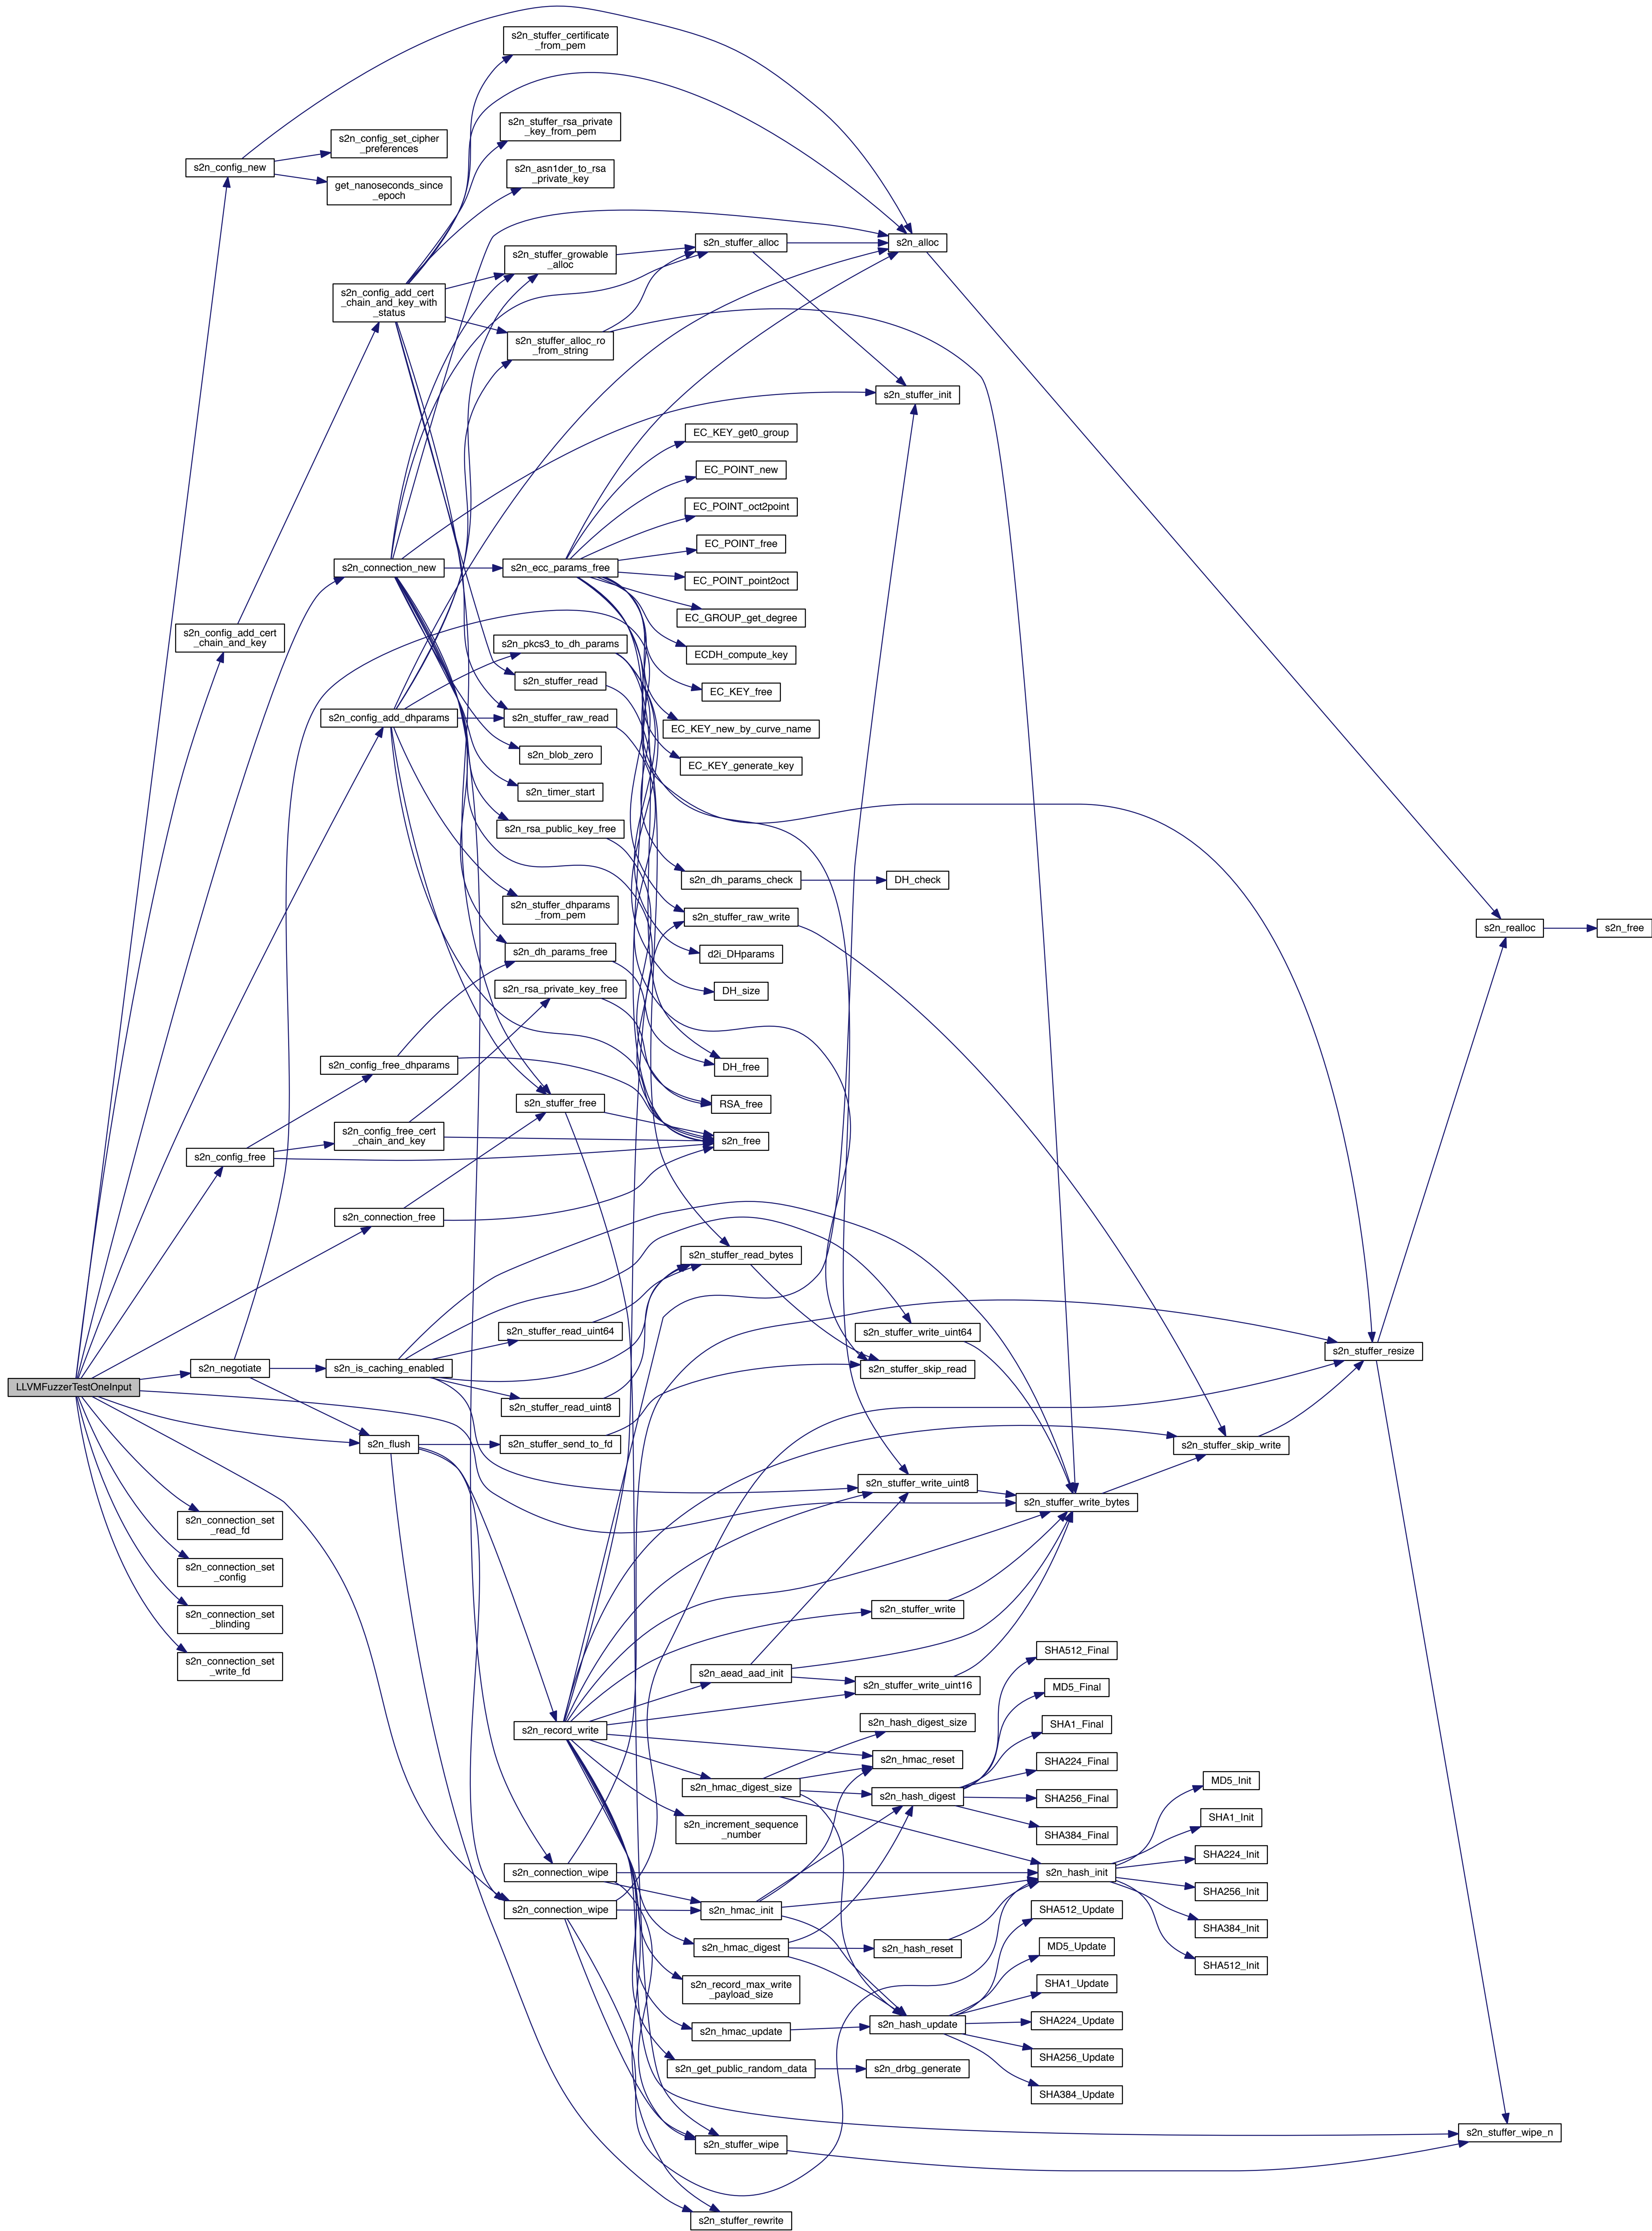 s2n_stuffer_certificate
_from_pem
s2n_stuffer_rsa_private
_key_from_pem
s2n_config_set_cipher
_preferences
s2n_config_new
s2n_asn1der_to_rsa
_private_key
get_nanoseconds_since
_epoch
s2n_stuffer_alloc
s2n_alloc
s2n_stuffer_growable
_alloc
s2n_config_add_cert
_chain_and_key_with
_status
s2n_stuffer_alloc_ro
_from_string
s2n_stuffer_init
EC_KEY_get0_group
EC_POINT_new
EC_POINT_oct2point
EC_POINT_free
s2n_connection_new
s2n_ecc_params_free
EC_POINT_point2oct
EC_GROUP_get_degree
s2n_config_add_cert
_chain_and_key
s2n_pkcs3_to_dh_params
ECDH_compute_key
s2n_stuffer_read
EC_KEY_free
s2n_config_add_dhparams
s2n_stuffer_raw_read
EC_KEY_new_by_curve_name
s2n_blob_zero
EC_KEY_generate_key
s2n_timer_start
s2n_rsa_public_key_free
s2n_dh_params_check
DH_check
s2n_stuffer_dhparams
_from_pem
s2n_stuffer_raw_write
s2n_realloc
s2n_free
s2n_dh_params_free
d2i_DHparams
s2n_rsa_private_key_free
DH_size
s2n_config_free_dhparams
DH_free
s2n_stuffer_free
RSA_free
s2n_config_free_cert
_chain_and_key
s2n_free
s2n_config_free
s2n_connection_free
s2n_stuffer_read_bytes
s2n_stuffer_read_uint64
s2n_stuffer_write_uint64
s2n_stuffer_resize
s2n_negotiate
s2n_is_caching_enabled
s2n_stuffer_skip_read
LLVMFuzzerTestOneInput
s2n_stuffer_read_uint8
s2n_flush
s2n_stuffer_send_to_fd
s2n_stuffer_skip_write
s2n_stuffer_write_uint8
s2n_stuffer_write_bytes
s2n_connection_set
_read_fd
s2n_connection_set
_config
s2n_connection_set
_blinding
s2n_stuffer_write
s2n_connection_set
_write_fd
SHA512_Final
s2n_aead_aad_init
s2n_stuffer_write_uint16
MD5_Final
s2n_hash_digest_size
SHA1_Final
s2n_record_write
s2n_hmac_reset
SHA224_Final
s2n_hmac_digest_size
s2n_hash_digest
SHA256_Final
MD5_Init
s2n_increment_sequence
_number
SHA384_Final
SHA1_Init
SHA224_Init
s2n_connection_wipe
s2n_hash_init
SHA256_Init
s2n_connection_wipe
s2n_hmac_init
SHA512_Update
SHA384_Init
s2n_hmac_digest
s2n_hash_reset
MD5_Update
SHA512_Init
s2n_record_max_write
_payload_size
SHA1_Update
s2n_hmac_update
s2n_hash_update
SHA224_Update
SHA256_Update
s2n_get_public_random_data
s2n_drbg_generate
SHA384_Update
s2n_stuffer_wipe_n
s2n_stuffer_wipe
s2n_stuffer_rewrite